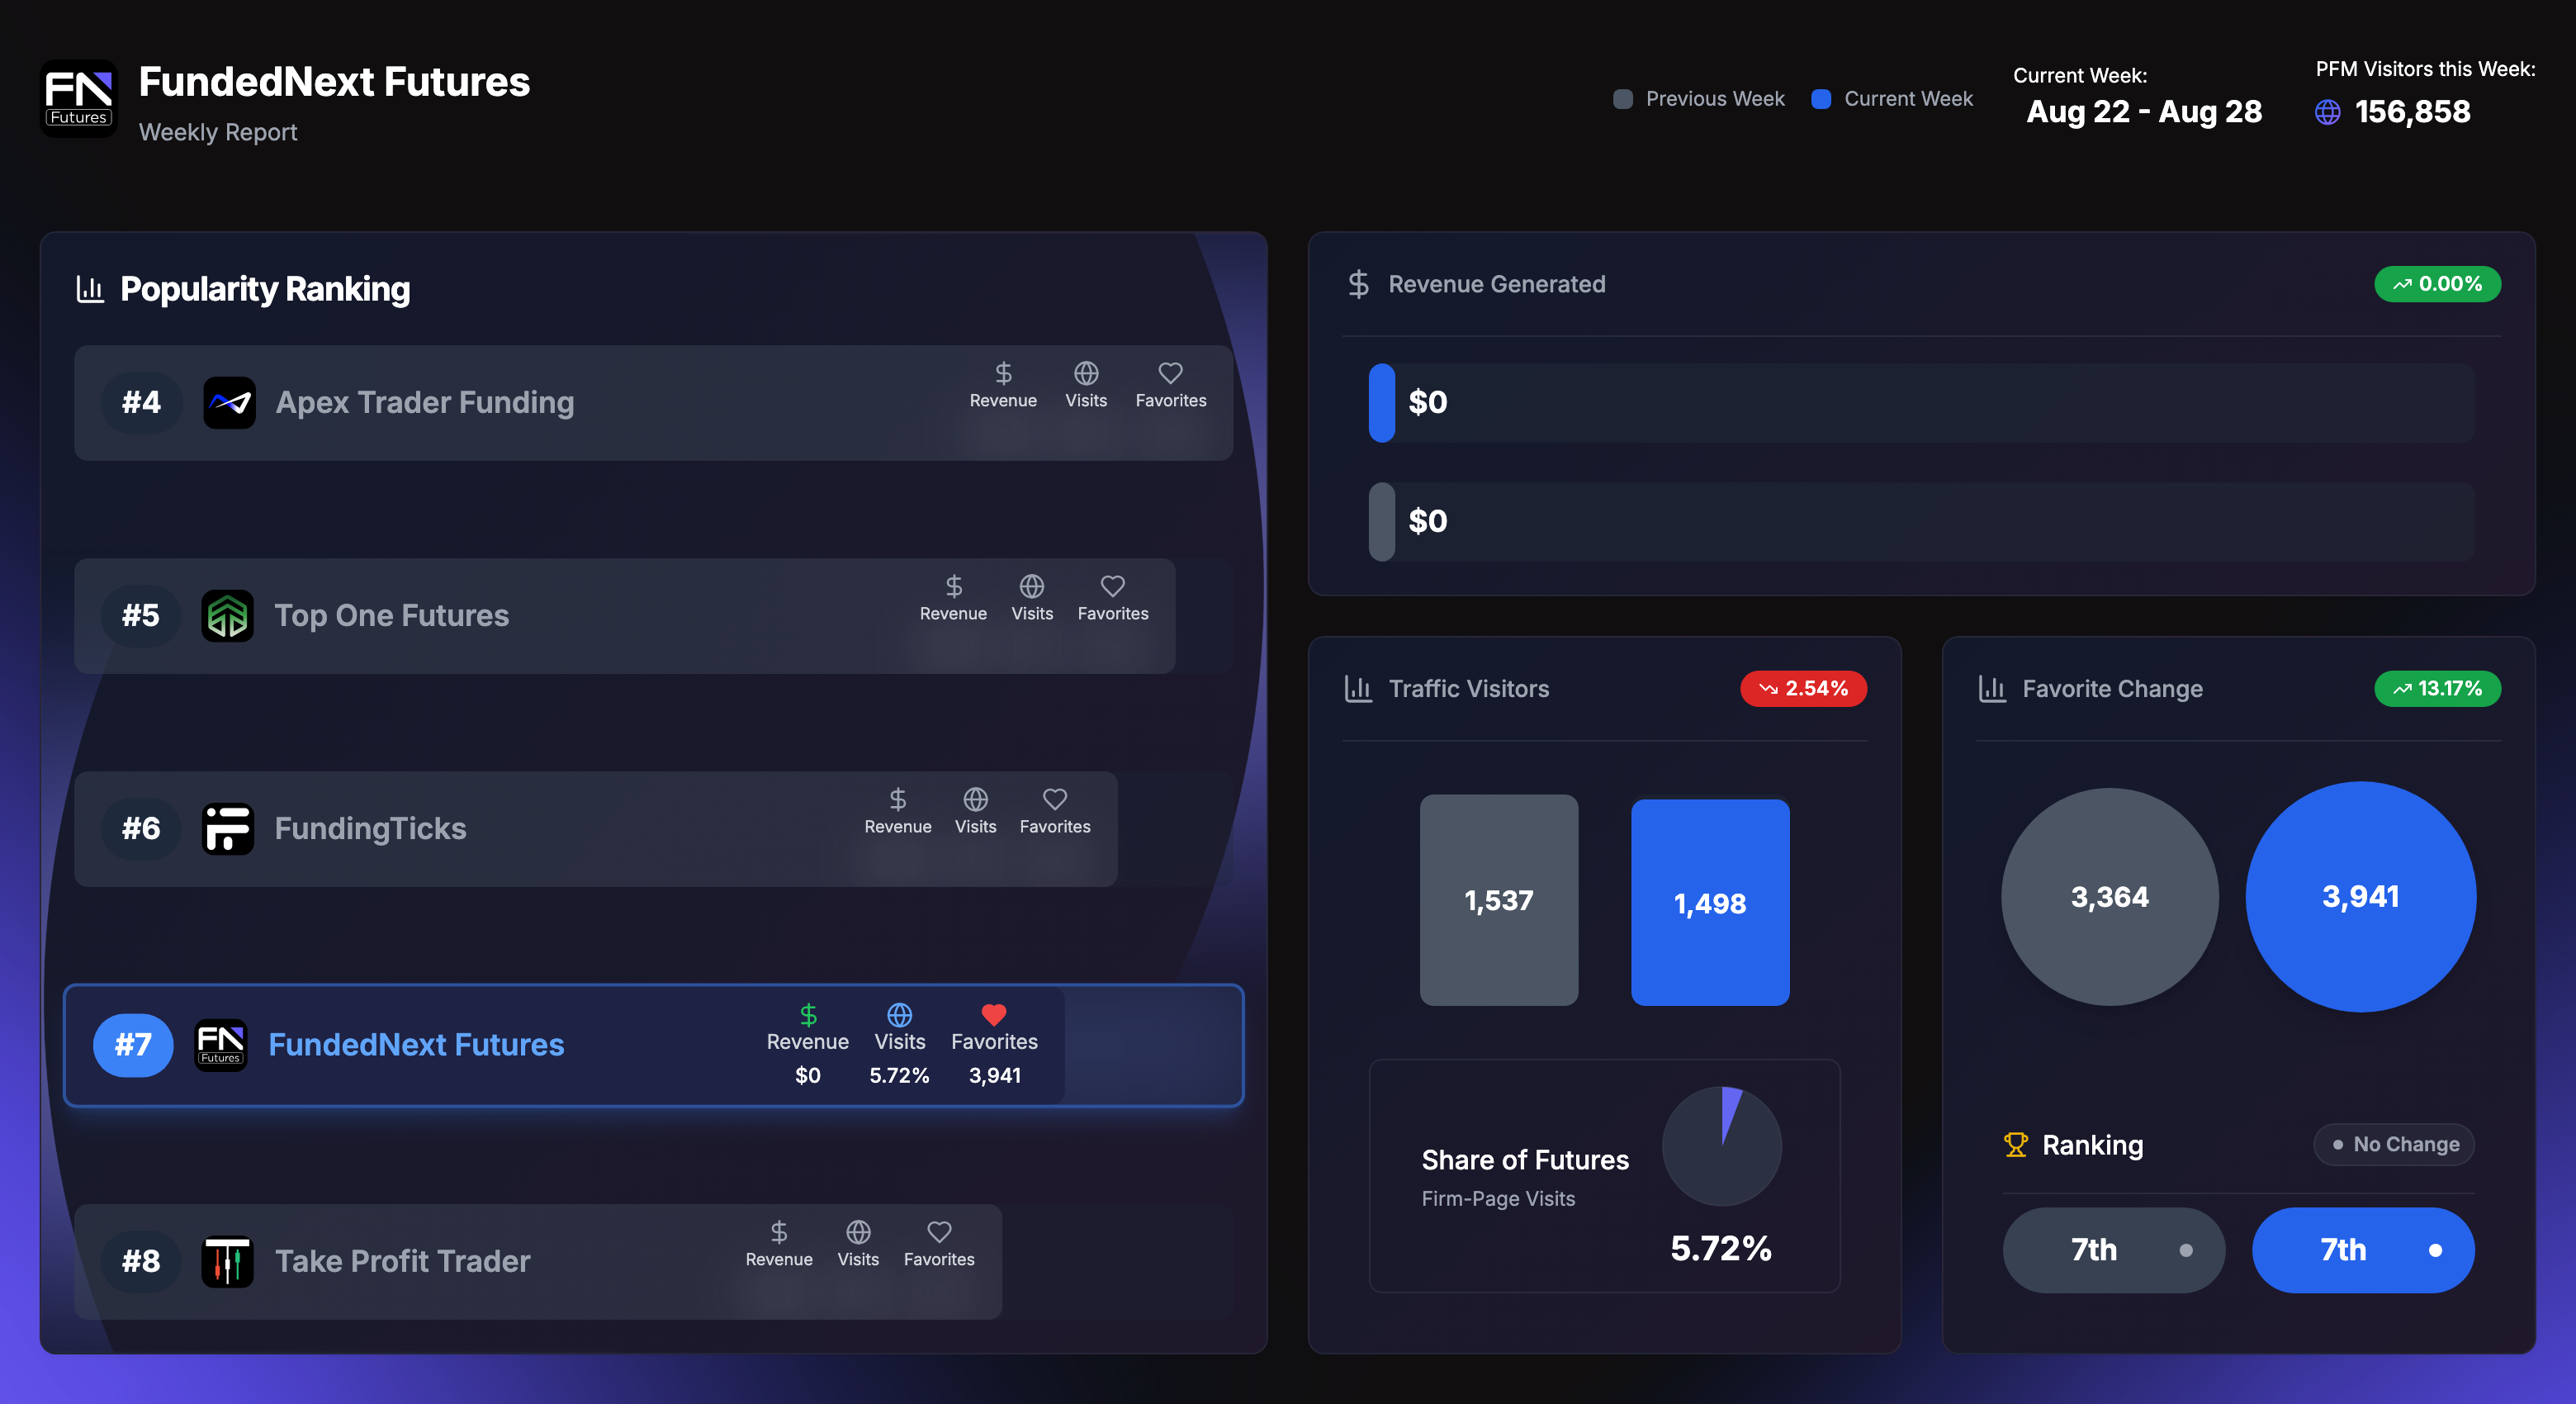 FN
Futures
FundedNext Futures
Weekly Report
Previous Week
Current Week
Current Week:
Aug 22 - Aug 28
PFM Visitors this Week:
156,858
Popularity Ranking
#4
Apex Trader Funding
Revenue
Visits
Favorites
#5
Top One Futures
Revenue
Visits
Favorites
#6
FundingTicks
Revenue
Visits
Favorites
#7
FN
Futures
FundedNext Futures
Revenue
Visits
Favorites
$0
5.72%
3,941
#8
Take Profit Trader
Revenue
Visits
Favorites
Revenue Generated
0.00%
$0
$0
Traffic Visitors
2.54%
1,537
1,498
Share of Futures
Firm-Page Visits
5.72%
Favorite Change
13.17%
3,364
3,941
Ranking
No Change
7th
7th